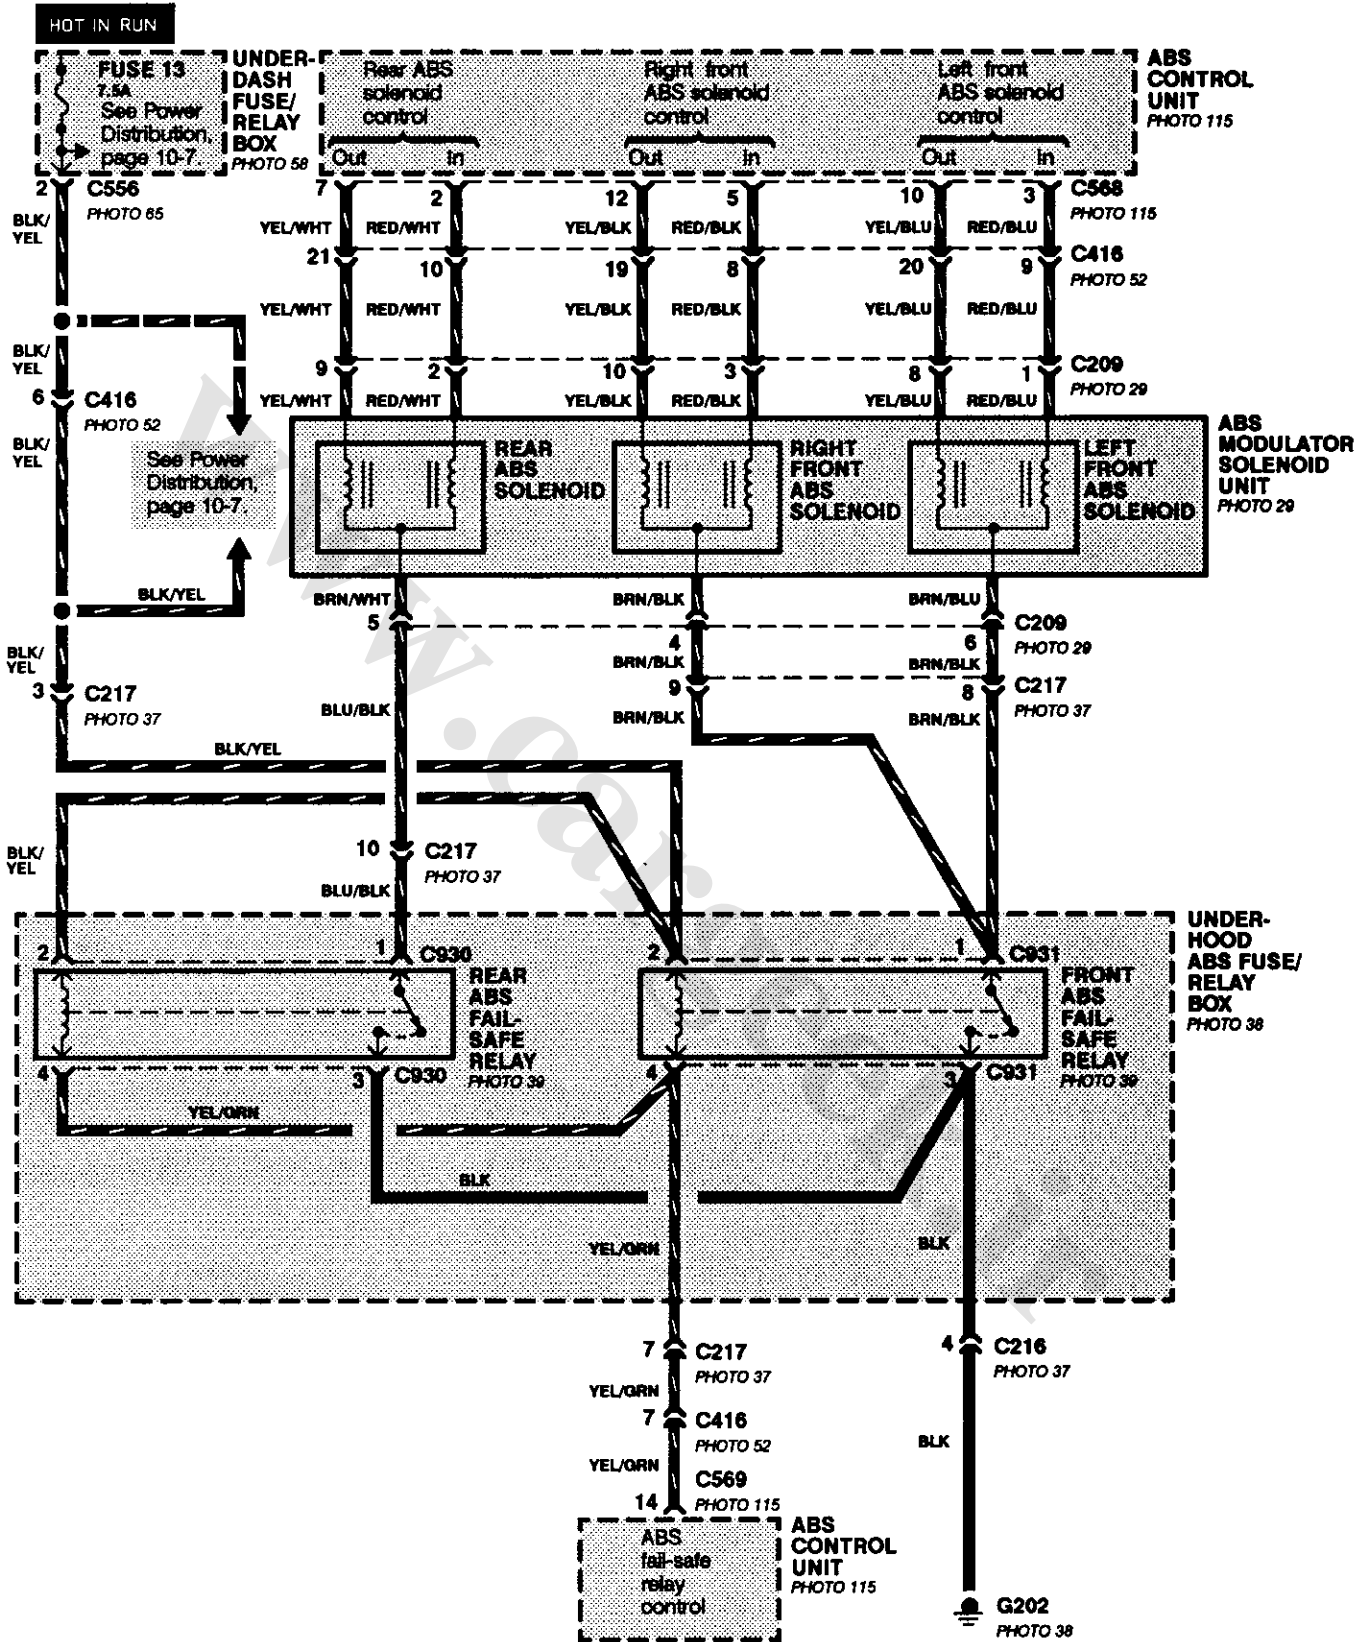 HOT IN RUN
FUSE 13
7.5A
See Power
Distribution,
page 10-7.
UNDER-
DASH
FUSE/
RELAY
BOX
PHOTO 58
Rear ABS
solenoid
control
Out In
Right front
ABS solenoid
control
Out In
Left front
ABS solenoid
control
Out In
ABS
CONTROL
UNIT
PHOTO 115
2 C556
PHOTO 65
7 2 12 5 10 3 C568
PHOTO 115
BLK/
YEL
YEL/WHT RED/WHT YEL/BLK RED/BLK YEL/BLU RED/BLU
21 10 19 8 20 9 C416
PHOTO 52
YEL/WHT RED/WHT YEL/BLK RED/BLK YEL/BLU RED/BLU
BLK/
YEL
9 2 10 3 8 1 C209
PHOTO 29
6 C416
PHOTO 52
YEL/WHT RED/WHT YEL/BLK RED/BLK YEL/BLU RED/BLU
BLK/
YEL
See Power
Distribution,
page 10-7.
REAR
ABS
SOLENOID
RIGHT
FRONT
ABS
SOLENOID
LEFT
FRONT
ABS
SOLENOID
ABS
MODULATOR
SOLENOID
UNIT
PHOTO 29
BLK/YEL
BRN/WHT BRN/BLK BRN/BLU
5 4 6 C209
PHOTO 29
BLK/
YEL
BRN/BLK BRN/BLK
3 C217
PHOTO 37
9 8 C217
PHOTO 37
BLU/BLK BRN/BLK BRN/BLK
BLK/YEL
BLK/
YEL
10 C217
PHOTO 37
BLU/BLK
UNDER-
HOOD
ABS FUSE/
RELAY
BOX
PHOTO 38
2 1 C930
2 1 C931
REAR
ABS
FAIL-
SAFE
RELAY
PHOTO 39
FRONT
ABS
FAIL-
SAFE
RELAY
PHOTO 39
4 3 C930
4 3 C931
YEL/GRN
BLK
YEL/GRN BLK
7 C217
PHOTO 37
4 C216
PHOTO 37
YEL/GRN
7 C416
PHOTO 52
BLK
YEL/GRN
C569
14 PHOTO 115
ABS
fail-safe
relay
control
ABS
CONTROL
UNIT
PHOTO 115
G202
PHOTO 38